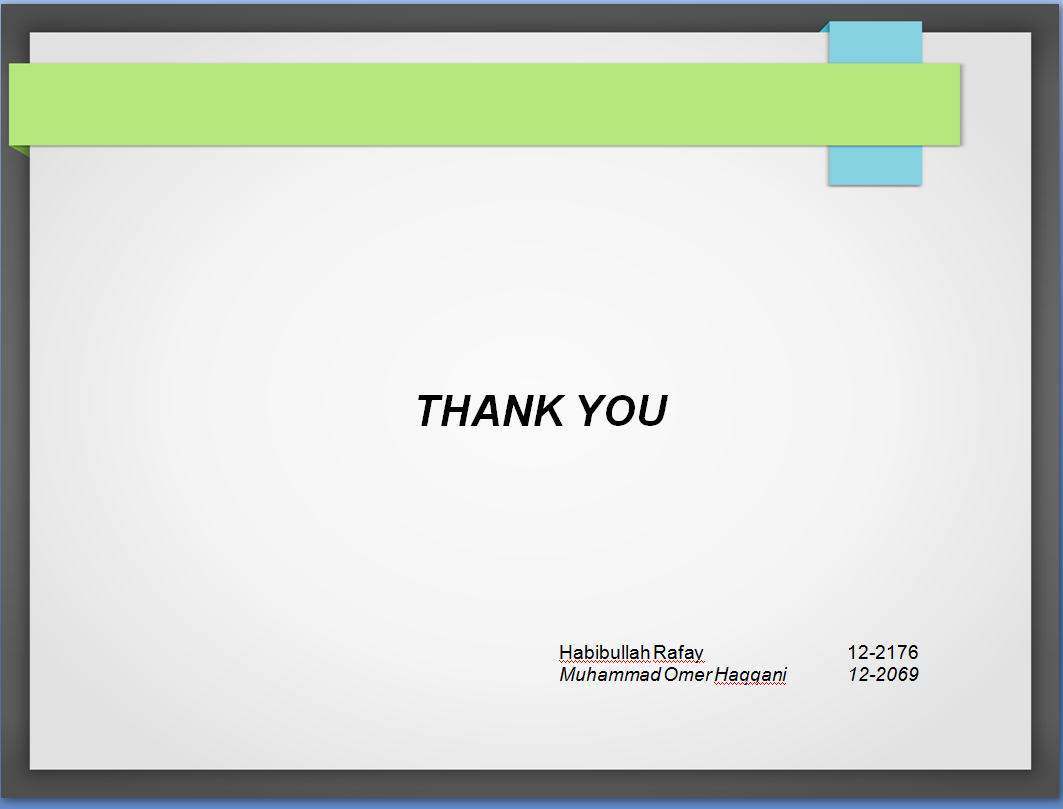 THANK YOU
Habibullah Rafay 12-2176
Muhammad Omer Haqqani 12-2069